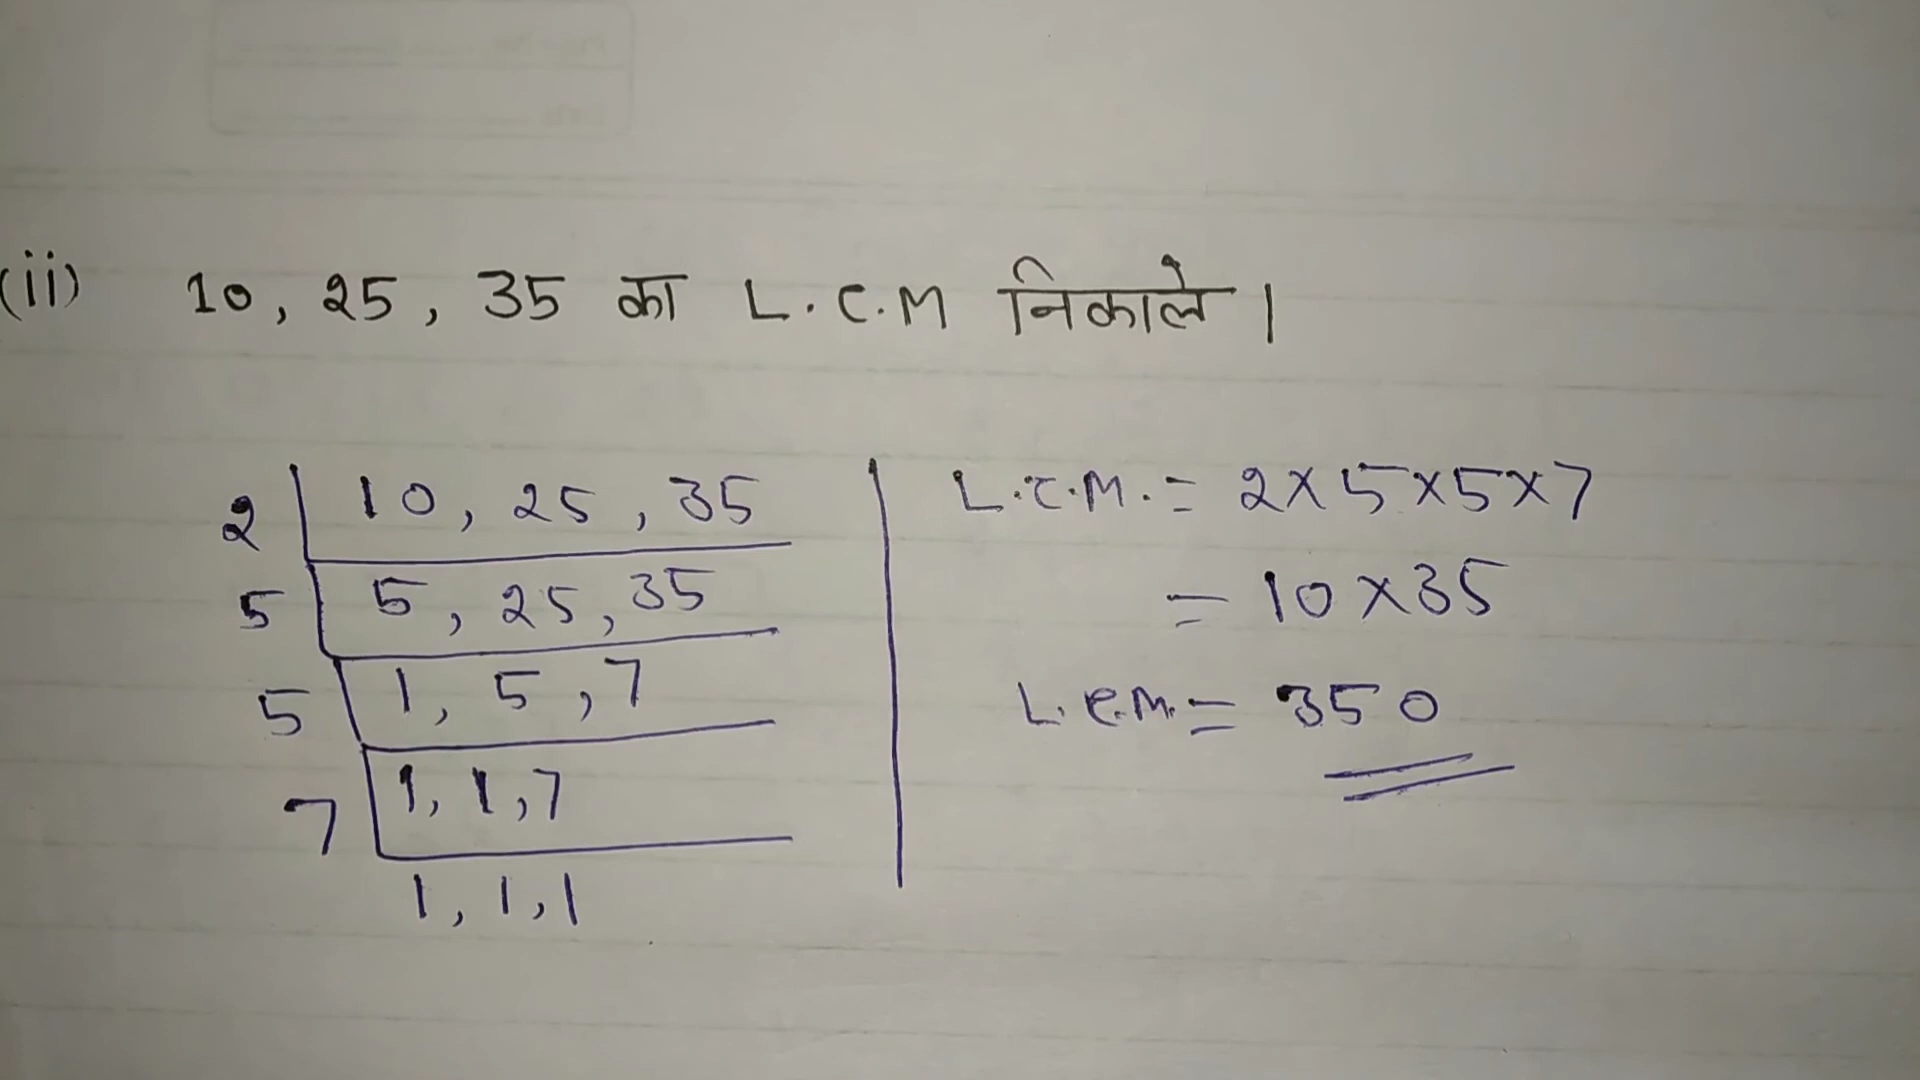 (ii) 10, 25, 35 का L.C.M निकाले ।
2 | 10, 25, 35
5 | 5, 25, 35
5 | 1, 5, 7
7 | 1, 1, 7
1, 1, 1
L.C.M. = 2×5×5×7
= 10×35
L.C.M. = 350